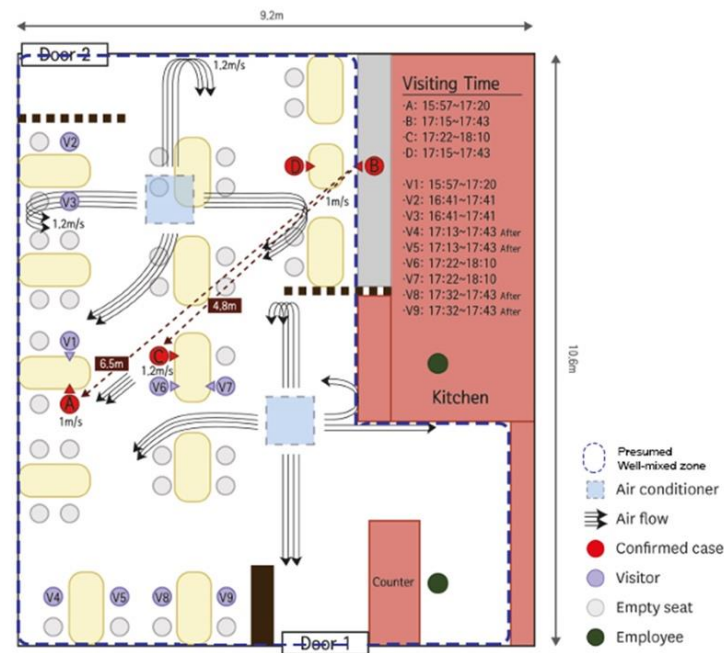 9.2m
Door 2
1.2m/s
Visiting Time
·A: 15:57~17:20
·B: 17:15~17:43
·C: 17:22~18:10
·D: 17:15~17:43
·V1: 15:57~17:20
·V2: 16:41~17:41
·V3: 16:41~17:41
·V4: 17:13~17:43 After
·V5: 17:13~17:43 After
·V6: 17:22~18:10
·V7: 17:22~18:10
·V8: 17:32~17:43 After
·V9: 17:32~17:43 After
V2
D
B
V3
1m/s
1.2m/s
4.8m
V1
6.5m
C
1.2m/s
V6
V7
A
1m/s
Kitchen
10.6m
Presumed
Well-mixed zone
Air conditioner
Air flow
Confirmed case
Visitor
Empty seat
Employee
Counter
V4
V5
V8
V9
Door 1